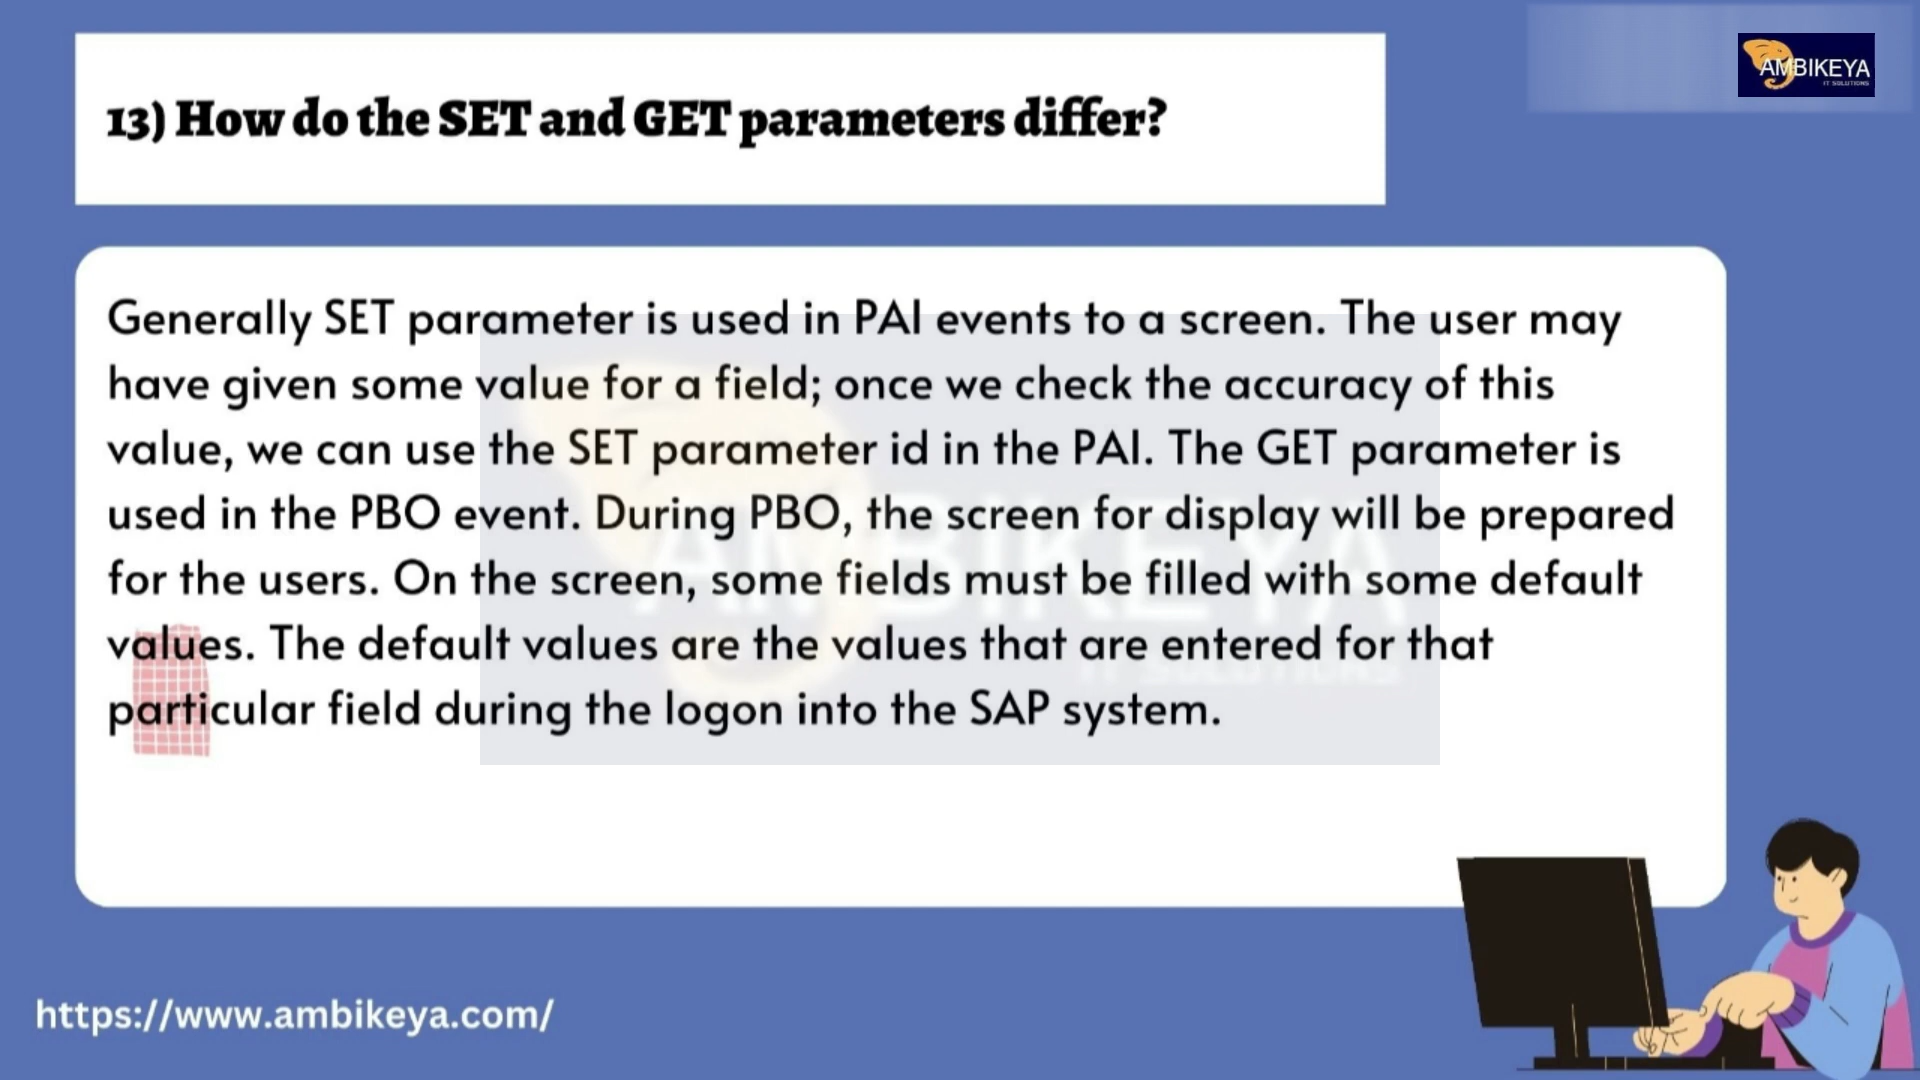 AMBIKEYA
IT SOLUTIONS
13) How do the SET and GET parameters differ?
Generally SET parameter is used in PAI events to a screen. The user may
have given some value for a field; once we check the accuracy of this
value, we can use the SET parameter id in the PAI. The GET parameter is
used in the PBO event. During PBO, the screen for display will be prepared
for the users. On the screen, some fields must be filled with some default
values. The default values are the values that are entered for that
particular field during the logon into the SAP system.
AMBIKEYA
IT SOLUTIONS
https://www.ambikeya.com/